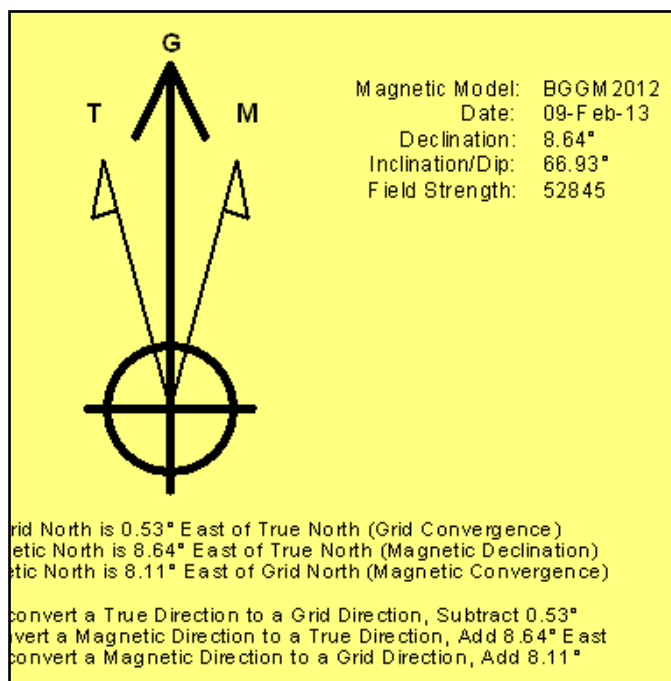 G
T M
Magnetic Model: BGGM2012
Date: 09-Feb-13
Declination: 8.64°
Inclination/Dip: 66.93°
Field Strength: 52845
rid North is 0.53° East of True North (Grid Convergence)
etic North is 8.64° East of True North (Magnetic Declination)
etic North is 8.11° East of Grid North (Magnetic Convergence)
convert a True Direction to a Grid Direction, Subtract 0.53°
vert a Magnetic Direction to a True Direction, Add 8.64° East
convert a Magnetic Direction to a Grid Direction, Add 8.11°